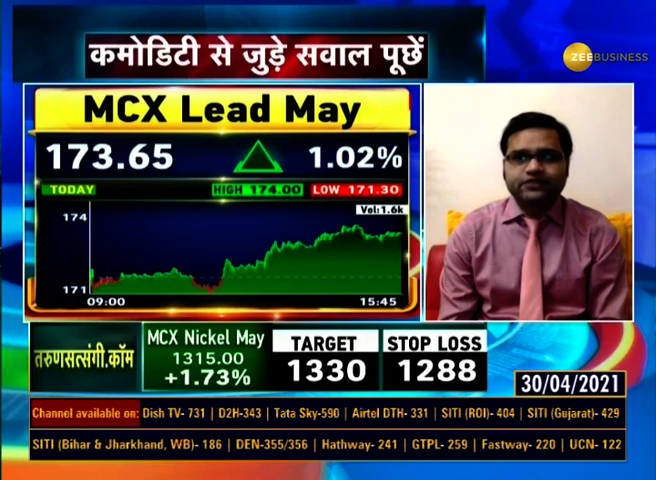 कमोडिटी से जुड़े सवाल पूछें
ZEE BUSINESS
MCX Lead May
173.65 1.02%
TODAY HIGH 174.00 LOW 171.30
Vol:1.6k
174
171
09:00 15:45
तरुणसत्संगी.कॉम
MCX Nickel May
1315.00
+1.73%
TARGET
1330
STOP LOSS
1288
30/04/2021
Channel available on: Dish TV- 731 | D2H-343 | Tata Sky-590 | Airtel DTH- 331 | SITI (ROI)- 404 | SITI (Gujarat)- 429
SITI (Bihar & Jharkhand, WB)- 186 | DEN-355/356 | Hathway- 241 | GTPL- 259 | Fastway- 220 | UCN- 122